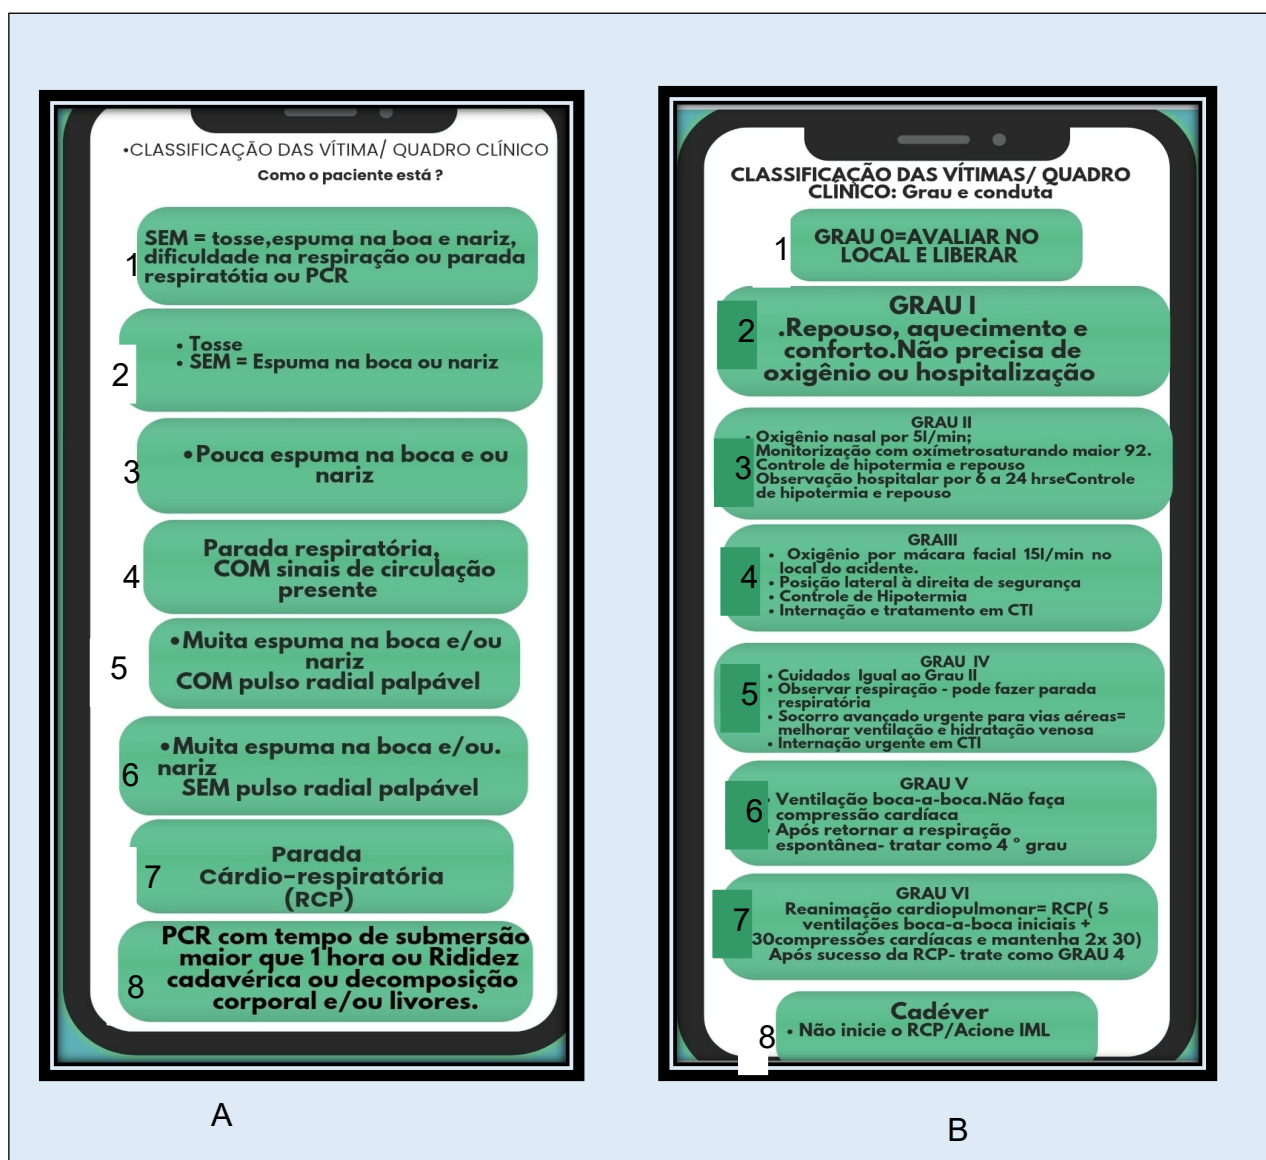 •CLASSIFICAÇÃO DAS VÍTIMA/ QUADRO CLÍNICO
Como o paciente está ?
1
SEM = tosse,espuma na boa e nariz,
dificuldade na respiração ou parada
respiratótia ou PCR
2
• Tosse
• SEM = Espuma na boca ou nariz
3
•Pouca espuma na boca e ou
nariz
4
Parada respiratória,
COM sinais de circulação
presente
5
•Muita espuma na boca e/ou
nariz
COM pulso radial palpável
6
•Muita espuma na boca e/ou.
nariz
SEM pulso radial palpável
7
Parada
Cárdio-respiratória
(RCP)
8
PCR com tempo de submersão
maior que 1 hora ou Rididez
cadavérica ou decomposição
corporal e/ou livores.
A
CLASSIFICAÇÃO DAS VÍTIMAS/ QUADRO
CLÍNICO: Grau e conduta
1
GRAU 0=AVALIAR NO
LOCAL E LIBERAR
2
GRAU I
.Repouso, aquecimento e
conforto.Não precisa de
oxigênio ou hospitalização
3
GRAU II
• Oxigênio nasal por 5l/min;
Monitorização com oxímetrosaturando maior 92.
Controle de hipotermia e repouso
Observação hospitalar por 6 a 24 hrseControle
de hipotermia e repouso
4
GRAIII
• Oxigênio por mácara facial 15l/min no
local do acidente.
• Posição lateral à direita de segurança
• Controle de Hipotermia
• Internação e tratamento em CTI
5
GRAU IV
• Cuidados Igual ao Grau II
• Observar respiração - pode fazer parada
respiratória
• Socorro avançado urgente para vias aéreas=
melhorar ventilação e hidratação venosa
• Internação urgente em CTI
6
GRAU V
• Ventilação boca-a-boca.Não faça
compressão cardíaca
• Após retornar a respiração
espontânea- tratar como 4 º grau
7
GRAU VI
Reanimação cardiopulmonar= RCP( 5
ventilações boca-a-boca iniciais +
30compressões cardíacas e mantenha 2x 30)
Após sucesso da RCP- trate como GRAU 4
8
Cadéver
• Não inicie o RCP/Acione IML
B